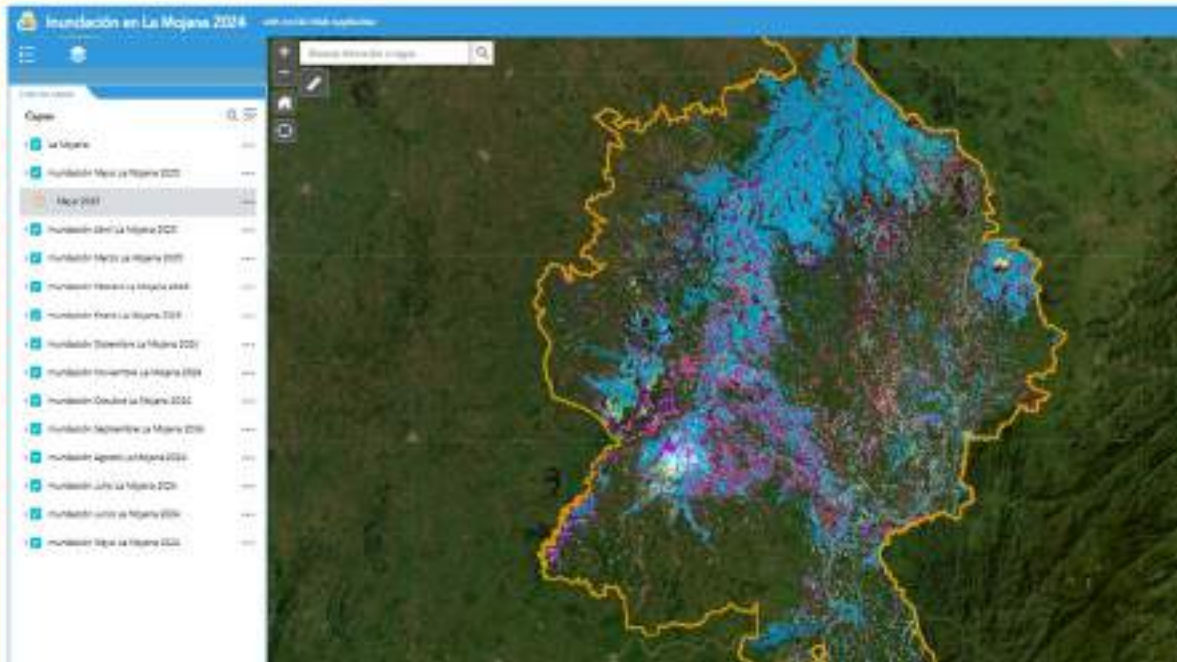 Inundación en La Mojana 2024
Capas
La Mojana
Inundación Mayo La Mojana 2025
Inundación Abril La Mojana 2025
Inundación Marzo La Mojana 2025
Inundación Febrero La Mojana 2025
Inundación Enero La Mojana 2025
Inundación Diciembre La Mojana 2024
Inundación Noviembre La Mojana 2024
Inundación Octubre La Mojana 2024
Inundación Septiembre La Mojana 2024
Inundación Agosto La Mojana 2024
Inundación Julio La Mojana 2024
Inundación Junio La Mojana 2024
Inundación Mayo La Mojana 2024